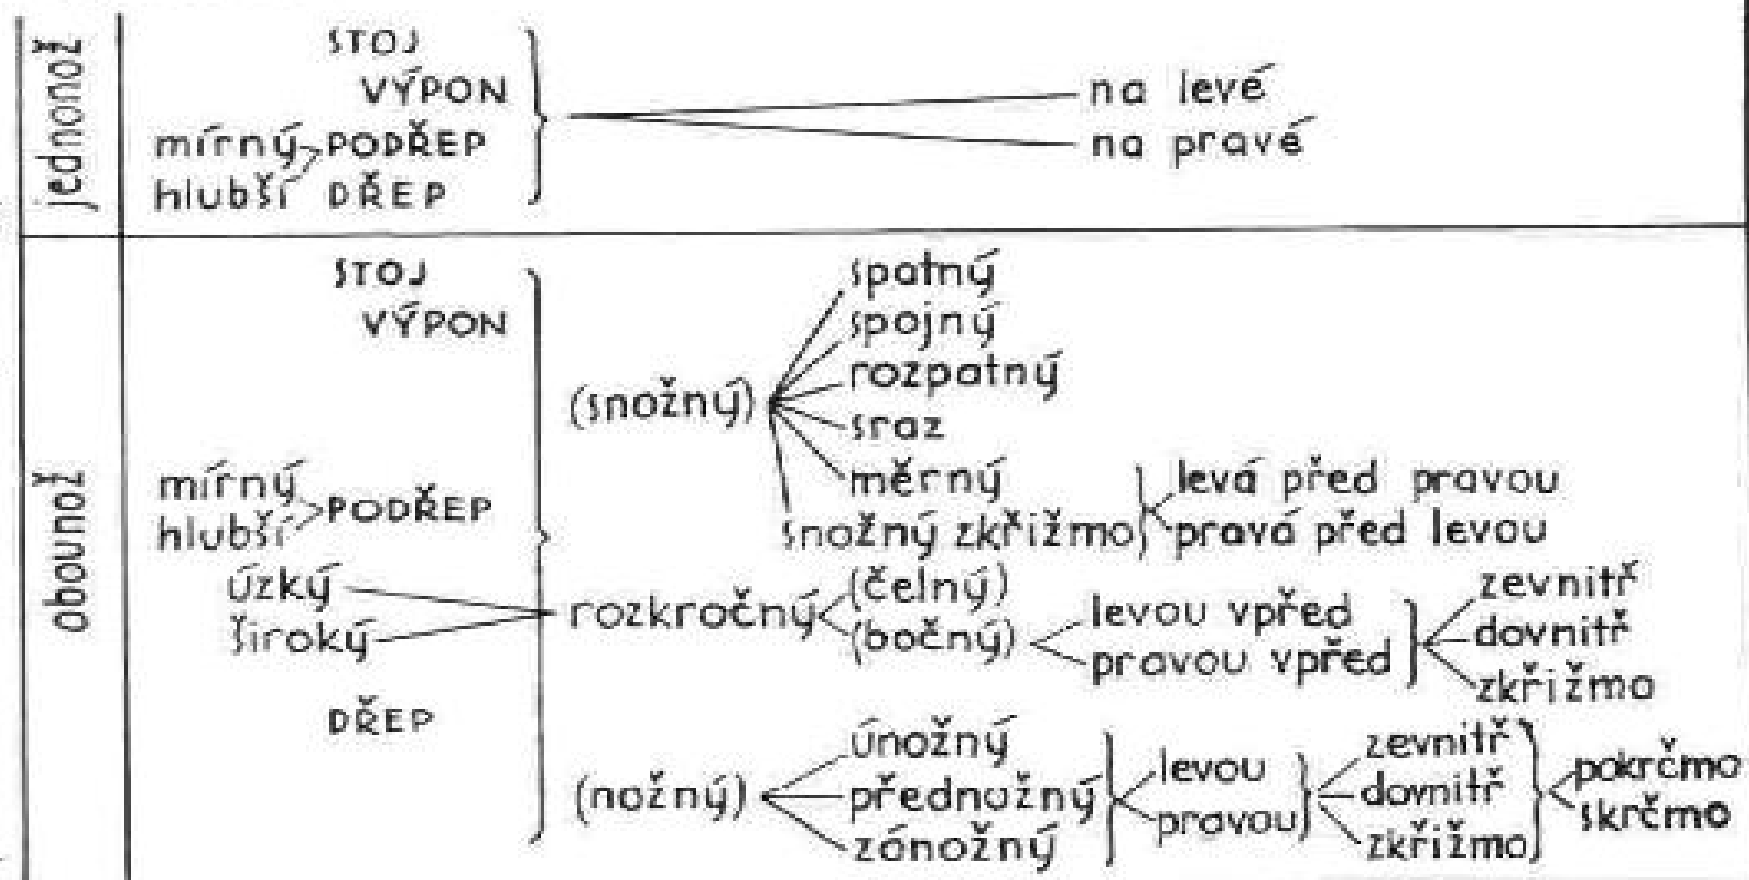 jednonož
STOJ
VÝPON
mírný PODŘEP
hlubší DŘEP
na levé
na pravé
obounož
STOJ
VÝPON
mírný
hlubší PODŘEP
úzký
široký
DŘEP
(snožný)
spatný
spojný
rozpatný
sraz
měrný
snožný zkřižmo
levá před pravou
pravá před levou
rozkročný
(čelný)
(bočný)
levou vpřed
pravou vpřed
zevnitř
dovnitř
zkřižmo
(nožný)
únožný
přednožný
zánožný
levou
pravou
zevnitř
dovnitř
zkřižmo
pokrčmo
skrčmo